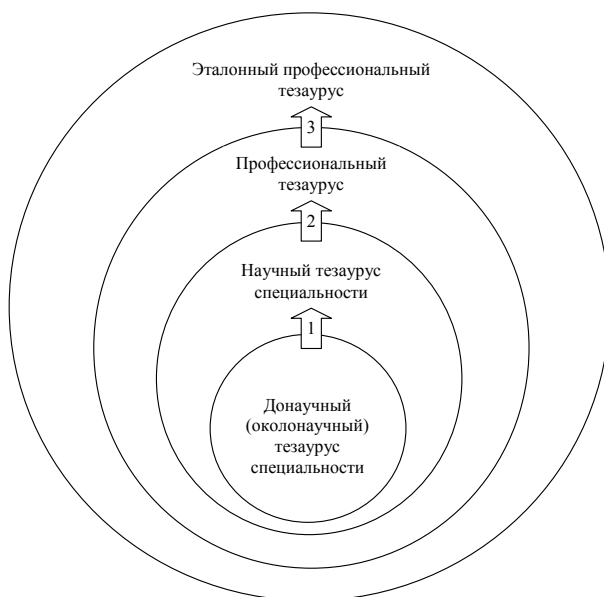 Эталонный профессиональный
тезаурус
3
Профессиональный
тезаурус
2
Научный тезаурус
специальности
1
Донаучный
(околонаучный)
тезаурус
специальности